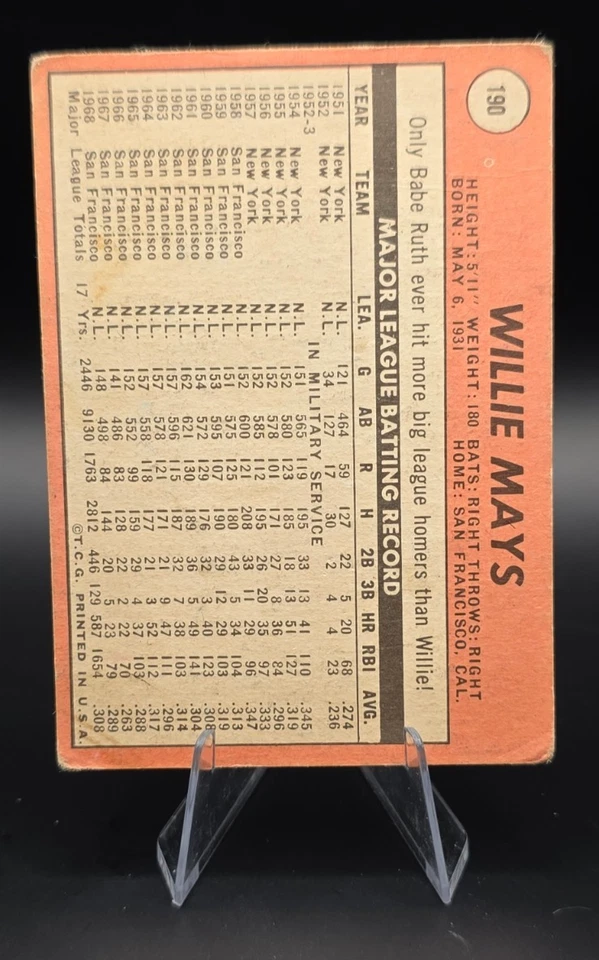 190
WILLIE MAYS
HEIGHT: 5'11" WEIGHT: 180 BATS: RIGHT THROWS: RIGHT
BORN: MAY 6, 1931 HOME: SAN FRANCISCO, CAL.
Only Babe Ruth ever hit more big league homers than Willie!
MAJOR LEAGUE BATTING RECORD
YEAR TEAM LEA. G AB R H 2B 3B HR RBI AVG.
1951 New York N.L. 121 464 59 127 22 5 20 68 .274
1952 New York N.L. 34 127 17 30 2 4 4 23 .236
1952-3 IN MILITARY SERVICE
1954 New York N.L. 151 565 119 195 33 13 41 110 .345
1955 New York N.L. 152 580 123 185 18 13 51 127 .319
1956 New York N.L. 152 578 101 171 27 8 36 84 .296
1957 New York N.L. 152 585 112 195 26 20 35 97 .333
1958 San Francisco N.L. 152 600 121 208 33 11 29 96 .347
1959 San Francisco N.L. 151 575 125 180 43 5 34 104 .313
1960 San Francisco N.L. 153 595 107 190 29 12 29 103 .319
1961 San Francisco N.L. 154 572 129 176 32 3 40 123 .308
1962 San Francisco N.L. 162 621 130 189 36 5 49 141 .304
1963 San Francisco N.L. 157 596 115 187 32 7 38 103 .314
1964 San Francisco N.L. 157 578 121 171 21 9 47 111 .296
1965 San Francisco N.L. 157 558 118 177 21 3 52 112 .317
1966 San Francisco N.L. 152 552 99 159 29 4 37 103 .288
1967 San Francisco N.L. 141 486 83 128 22 2 22 70 .263
1968 San Francisco N.L. 148 498 84 144 20 5 23 79 .289
Major League Totals 17 Yrs. 2446 9130 1763 2812 446 129 587 1654 .308
©T.C.G. PRINTED IN U.S.A.